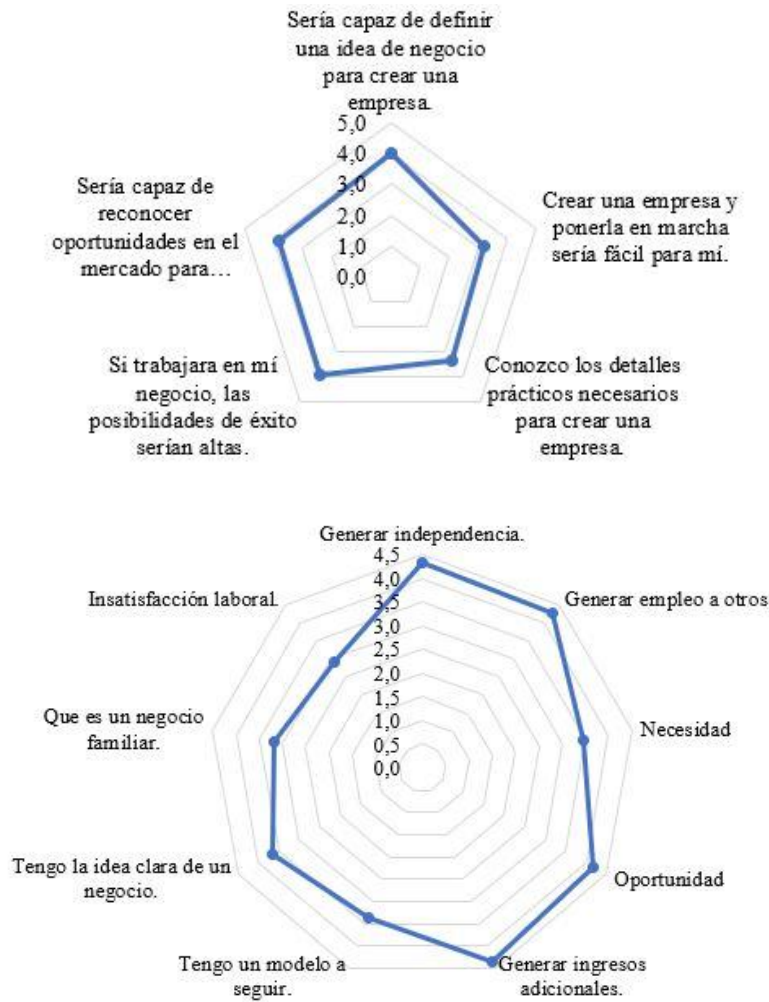 Sería capaz de definir
una idea de negocio
para crear una
empresa.
5,0
4,0
3,0
2,0
1,0
0,0
Crear una empresa y
ponerla en marcha
sería fácil para mí.
Conozco los detalles
prácticos necesarios
para crear una
empresa.
Si trabajara en mí
negocio, las
posibilidades de éxito
serían altas.
Sería capaz de
reconocer
oportunidades en el
mercado para…
Generar independencia.
4,5
4,0
3,5
3,0
2,5
2,0
1,5
1,0
0,5
0,0
Generar empleo a otros
Necesidad
Oportunidad
Generar ingresos
adicionales.
Tengo un modelo a
seguir.
Tengo la idea clara de un
negocio.
Que es un negocio
familiar.
Insatisfacción laboral.